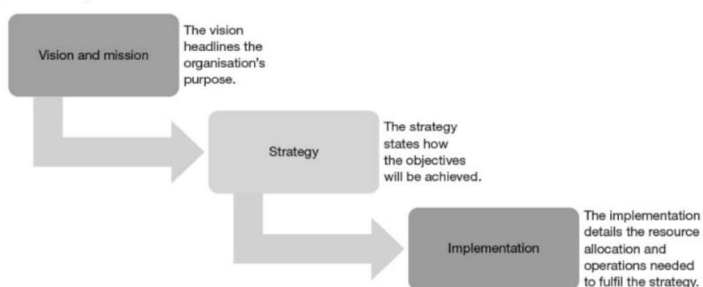 Vision and mission
The vision
headlines the
organisation's
purpose.
Strategy
The strategy
states how
the objectives
will be achieved.
Implementation
The implementation
details the resource
allocation and
operations needed
to fulfil the strategy.